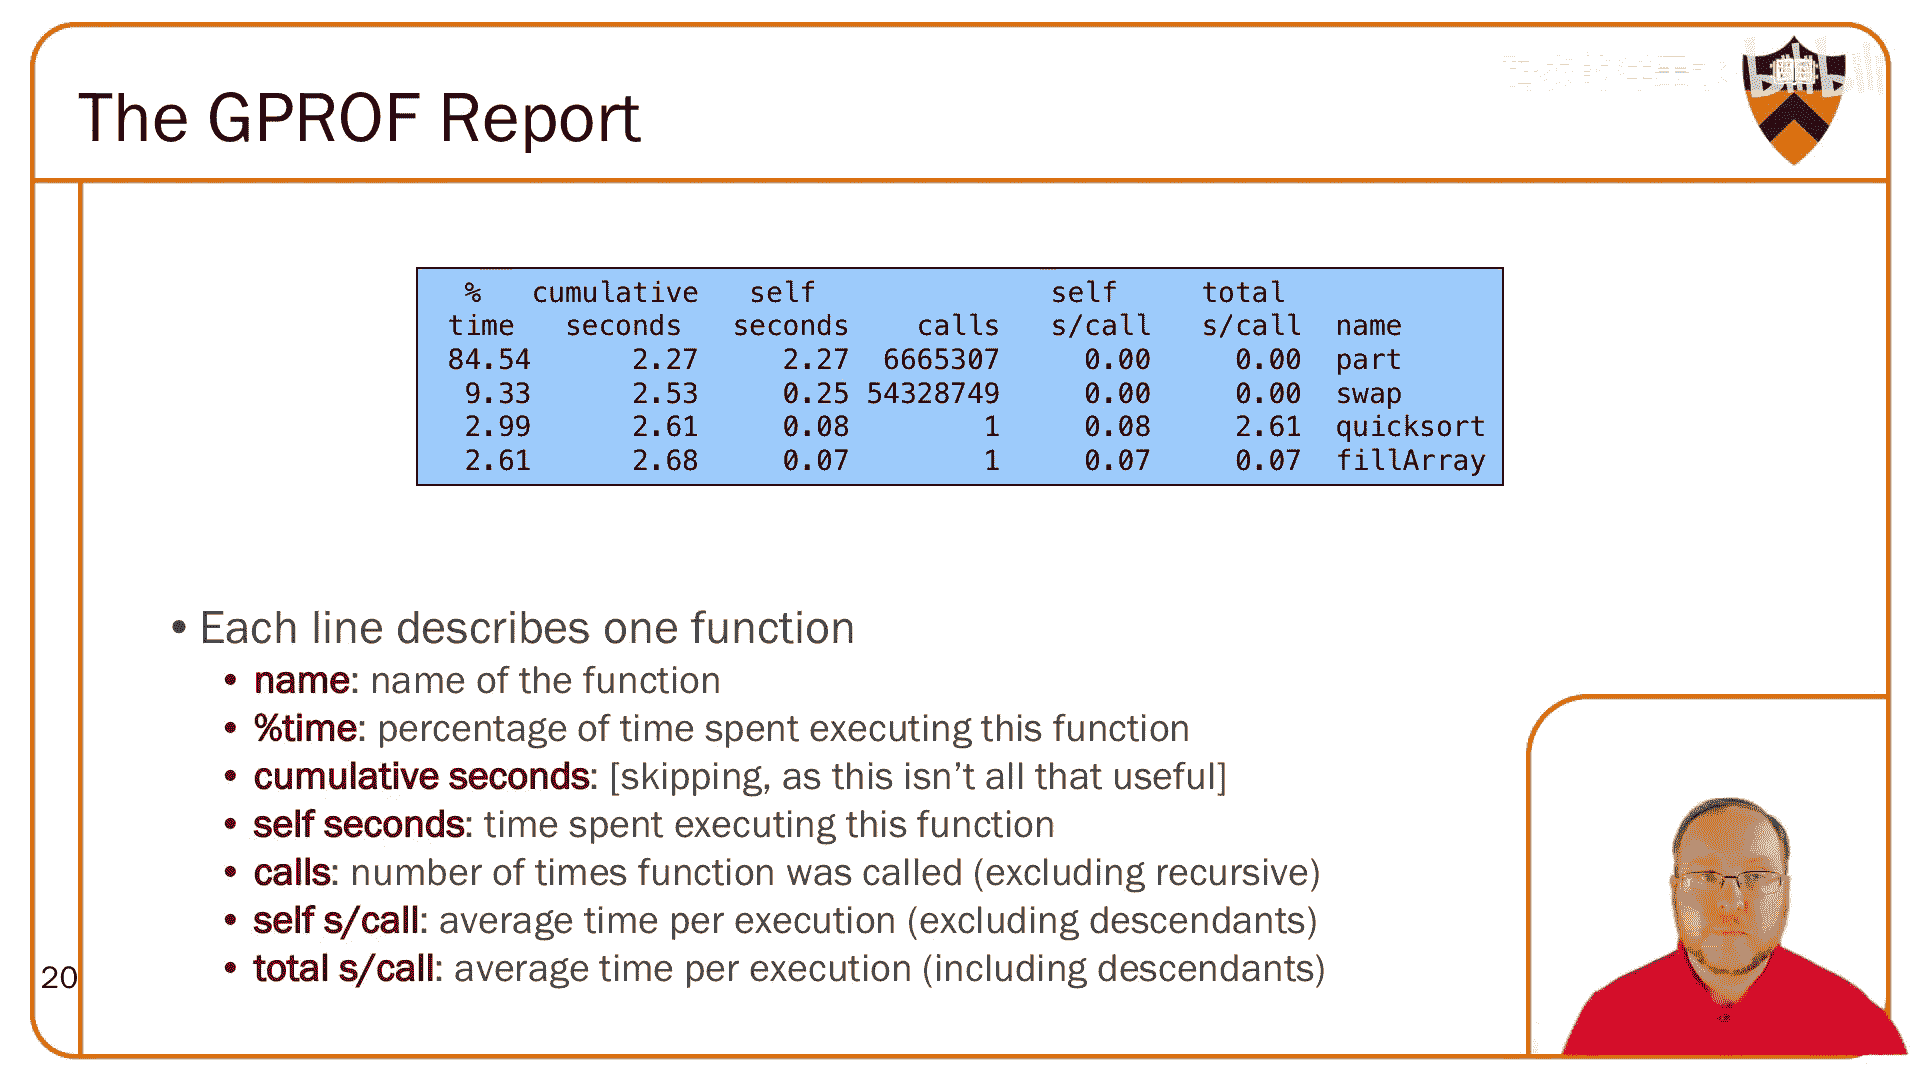 The GPROF Report
% cumulative self self total
time seconds seconds calls s/call s/call name
84.54 2.27 2.27 6665307 0.00 0.00 part
9.33 2.53 0.25 54328749 0.00 0.00 swap
2.99 2.61 0.08 1 0.08 2.61 quicksort
2.61 2.68 0.07 1 0.07 0.07 fillArray
• Each line describes one function
• name: name of the function
• %time: percentage of time spent executing this function
• cumulative seconds: [skipping, as this isn’t all that useful]
• self seconds: time spent executing this function
• calls: number of times function was called (excluding recursive)
• self s/call: average time per execution (excluding descendants)
• total s/call: average time per execution (including descendants)
20